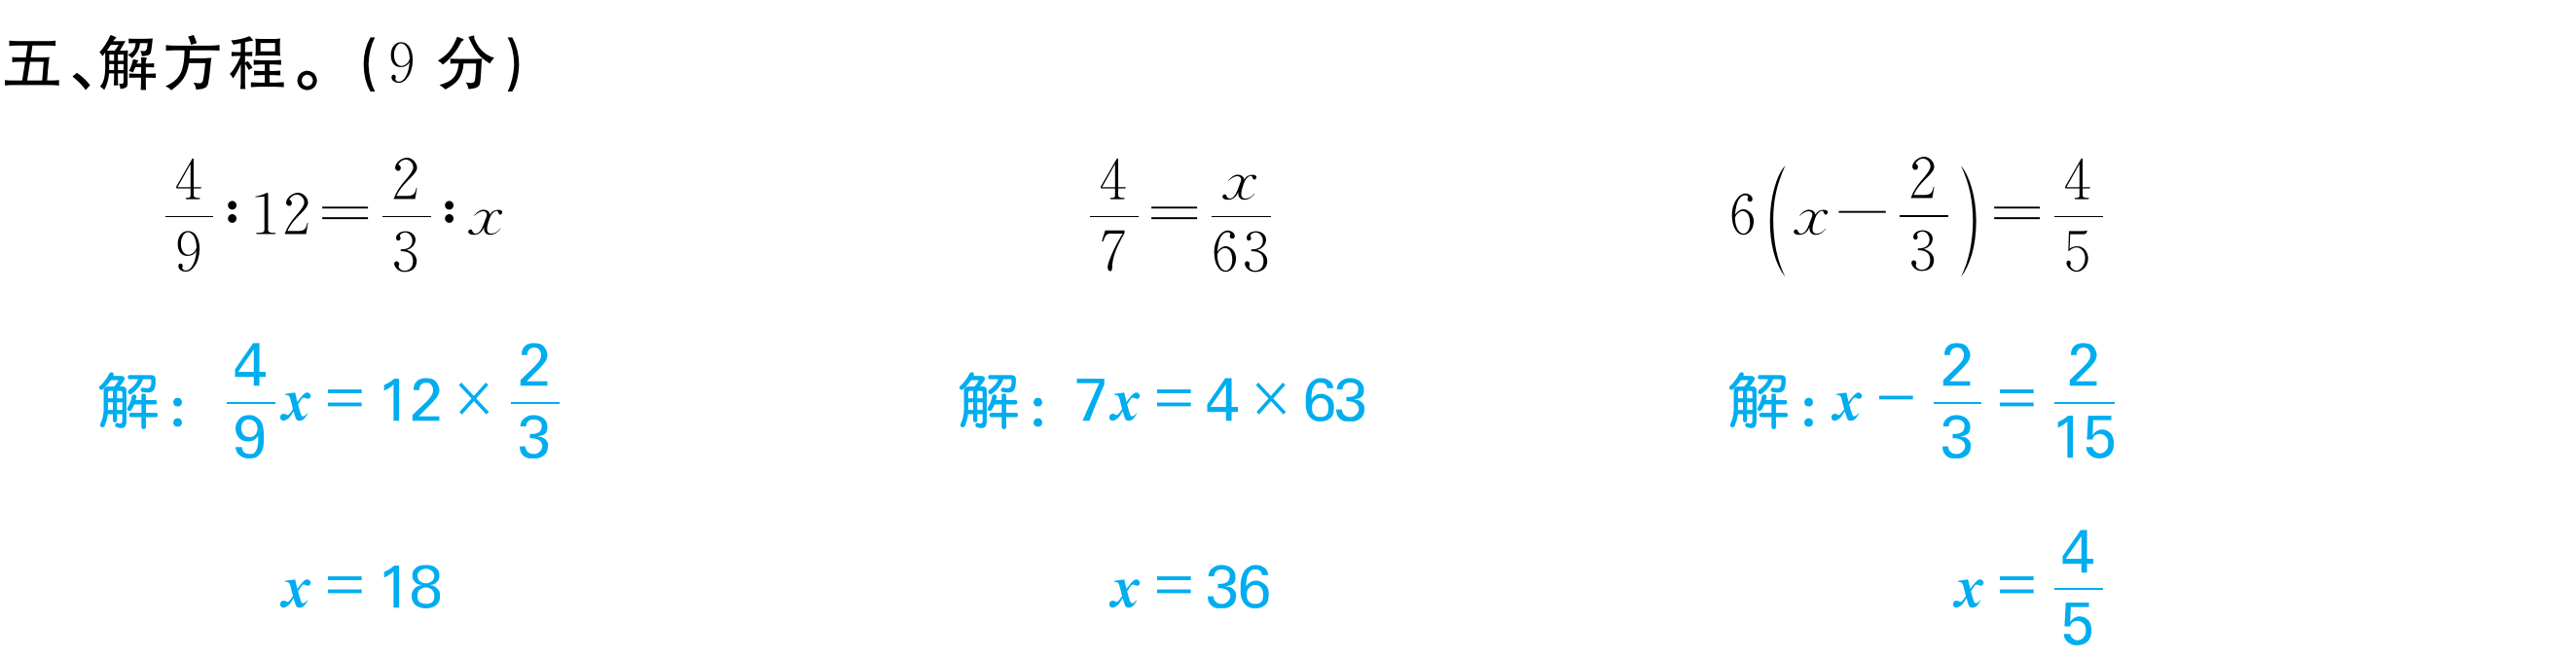 五、解方程。(9 分)
4/9 : 12 = 2/3 : x    4/7 = x/63    6(x − 2/3) = 4/5
解: 4/9 x = 12 × 2/3    解: 7x = 4 × 63    解: x − 2/3 = 2/15
x = 18    x = 36    x = 4/5